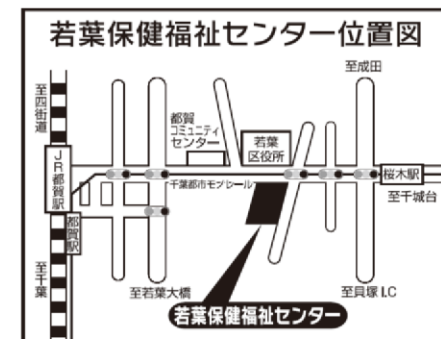 若葉保健福祉センター位置図
至成田
至四街道
都賀
コミュニティ
センター
若葉
区役所
JR都賀駅
千葉都市モノレール
桜木駅
至千城台
都賀駅
至千葉
至若葉大橋
至貝塚I.C
若葉保健福祉センター